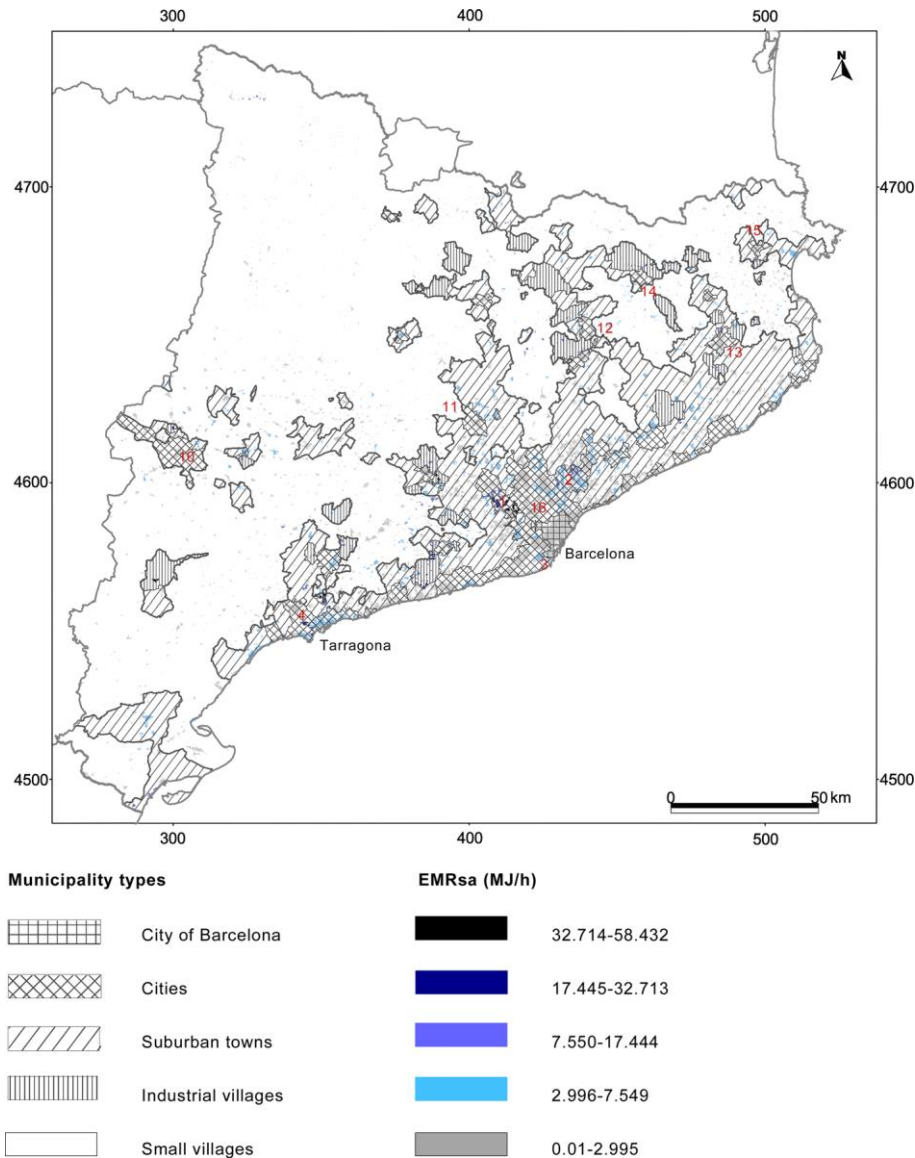 300 400 500
N
4700 4700
15
14
12
13
11
10
4600 4600
2
16
Barcelona
3
4
Tarragona
4500 4500
0 50 km
300 400 500
Municipality types EMRsa (MJ/h)
City of Barcelona 32.714-58.432
Cities 17.445-32.713
Suburban towns 7.550-17.444
Industrial villages 2.996-7.549
Small villages 0.01-2.995